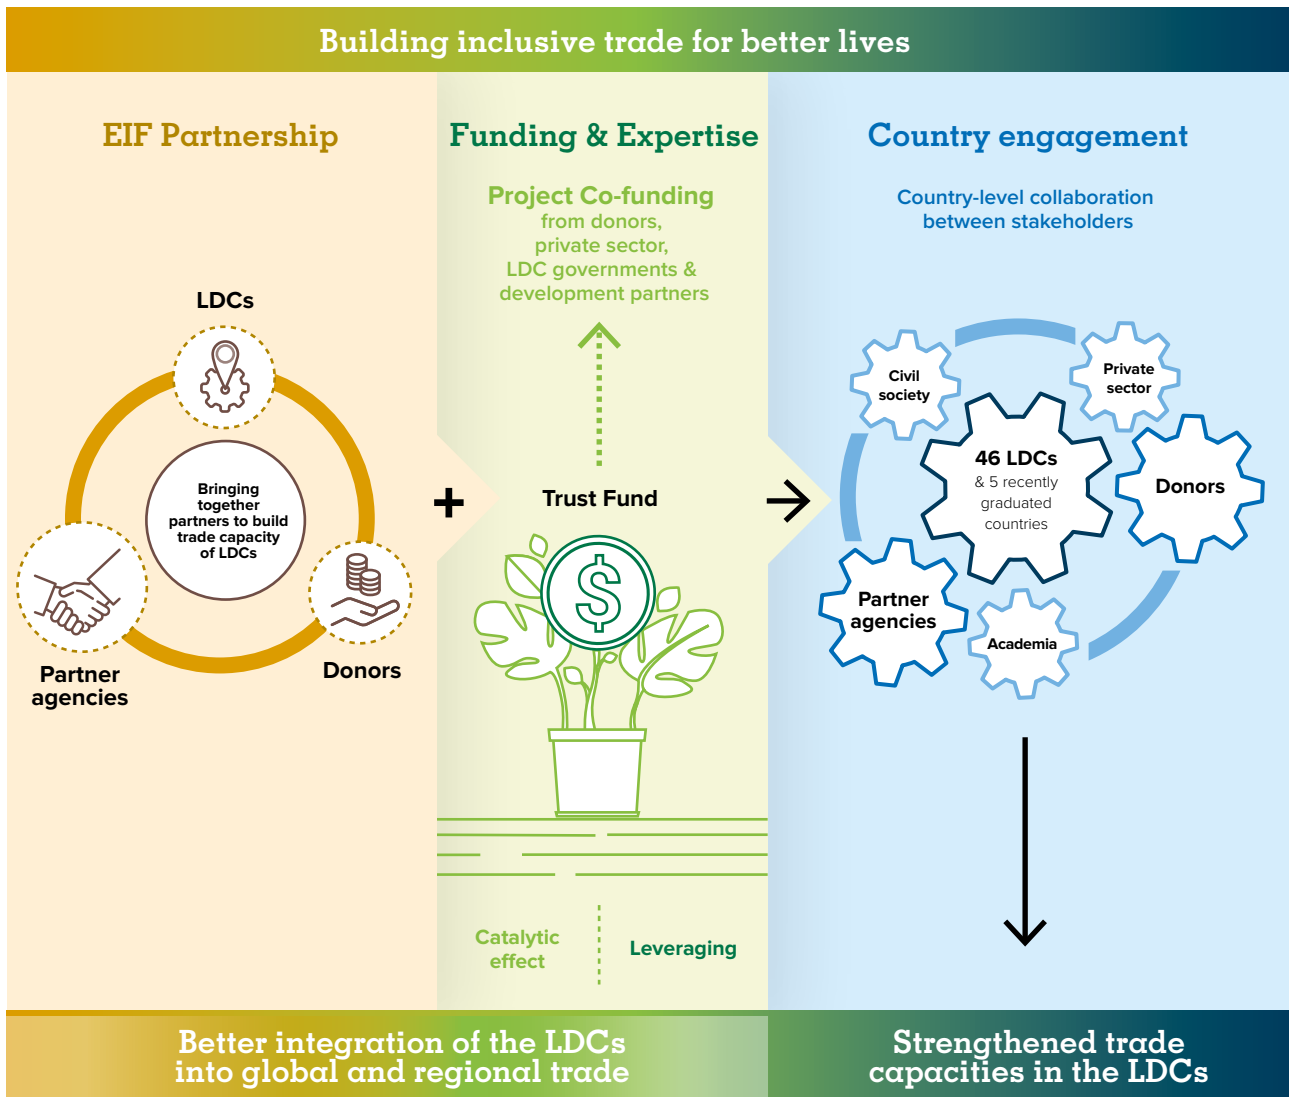 Building inclusive trade for better lives
EIF Partnership
LDCs
Bringing
together
partners to build
trade capacity
of LDCs
Partner
agencies
Donors
+
Funding & Expertise
Project Co-funding
from donors,
private sector,
LDC governments &
development partners
Trust Fund
$
Catalytic
effect
Leveraging
Country engagement
Country-level collaboration
between stakeholders
Civil
society
Private
sector
46 LDCs
& 5 recently
graduated
countries
Donors
Partner
agencies
Academia
Better integration of the LDCs
into global and regional trade
Strengthened trade
capacities in the LDCs